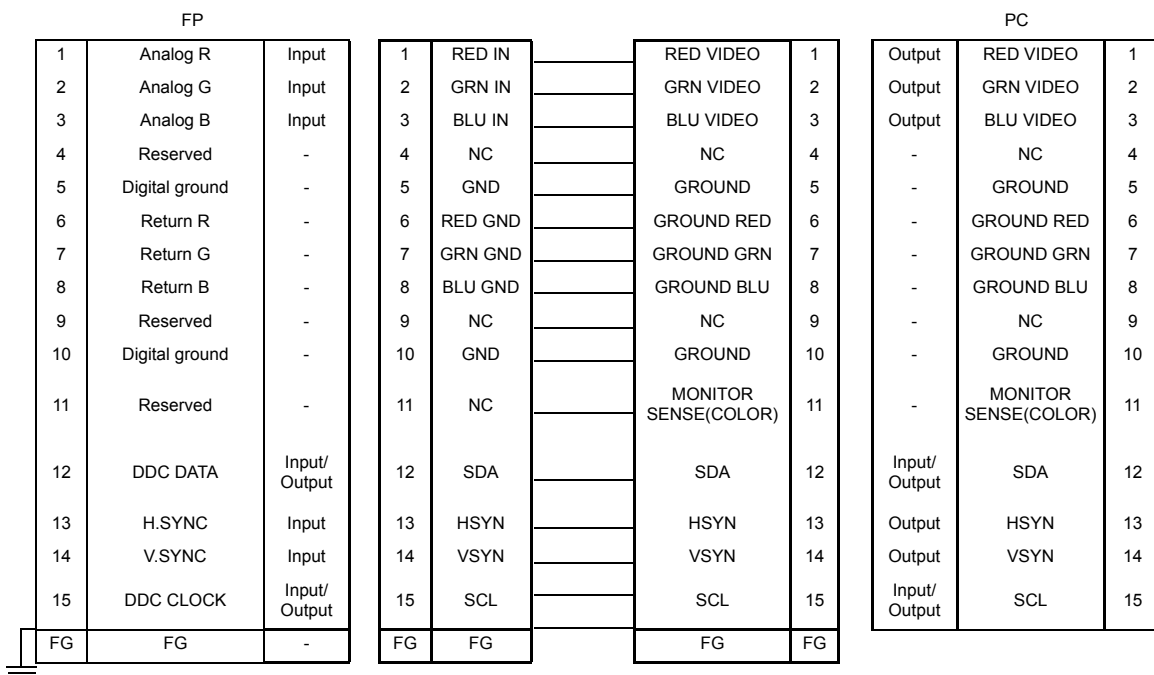 FP PC
1 Analog R Input 1 RED IN RED VIDEO 1 Output RED VIDEO 1
2 Analog G Input 2 GRN IN GRN VIDEO 2 Output GRN VIDEO 2
3 Analog B Input 3 BLU IN BLU VIDEO 3 Output BLU VIDEO 3
4 Reserved - 4 NC NC 4 - NC 4
5 Digital ground - 5 GND GROUND 5 - GROUND 5
6 Return R - 6 RED GND GROUND RED 6 - GROUND RED 6
7 Return G - 7 GRN GND GROUND GRN 7 - GROUND GRN 7
8 Return B - 8 BLU GND GROUND BLU 8 - GROUND BLU 8
9 Reserved - 9 NC NC 9 - NC 9
10 Digital ground - 10 GND GROUND 10 - GROUND 10
11 Reserved - 11 NC MONITOR SENSE(COLOR) 11 - MONITOR SENSE(COLOR) 11
12 DDC DATA Input/ Output 12 SDA SDA 12 Input/ Output SDA 12
13 H.SYNC Input 13 HSYN HSYN 13 Output HSYN 13
14 V.SYNC Input 14 VSYN VSYN 14 Output VSYN 14
15 DDC CLOCK Input/ Output 15 SCL SCL 15 Input/ Output SCL 15
FG FG - FG FG FG FG